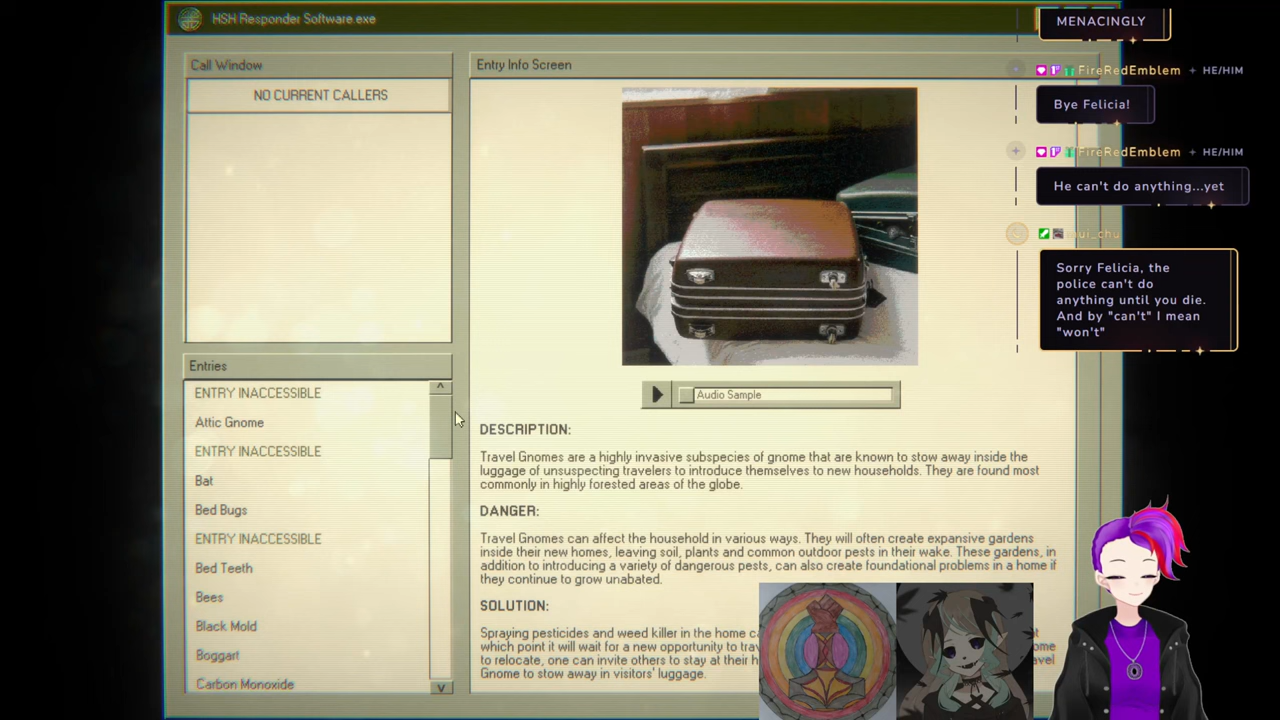 HSH Responder Software.exe
Call Window
NO CURRENT CALLERS
Entries
ENTRY INACCESSIBLE
Attic Gnome
ENTRY INACCESSIBLE
Bat
Bed Bugs
ENTRY INACCESSIBLE
Bed Teeth
Bees
Black Mold
Boggart
Carbon Monoxide
Entry Info Screen
Audio Sample
DESCRIPTION:
Travel Gnomes are a highly invasive subspecies of gnome that are known to stow away inside the
luggage of unsuspecting travelers to introduce themselves to new households. They are found most
commonly in highly forested areas of the globe.
DANGER:
Travel Gnomes can affect the household in various ways. They will often create expansive gardens
inside their new homes, leaving soil, plants and common outdoor pests in their wake. These gardens, in
addition to introducing a variety of dangerous pests, can also create foundational problems in a home if
they continue to grow unabated.
SOLUTION:
Spraying pesticides and weed killer in the home
which point it will wait for a new opportunity to
to relocate, one can invite others to stay at their
Gnome to stow away in visitors' luggage.
MENACINGLY
FireRedEmblem + HE/HIM
Bye Felicia!
FireRedEmblem + HE/HIM
He can't do anything...yet
Sorry Felicia, the
police can't do
anything until you die.
And by "can't" I mean
"won't"